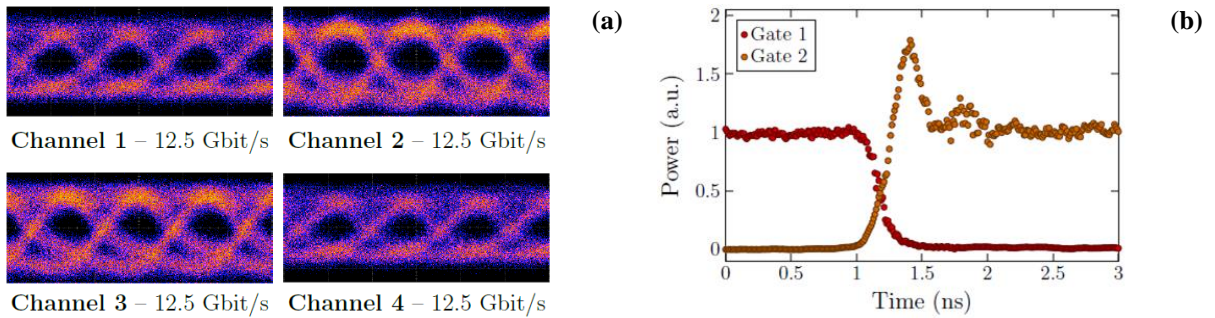 (a)
Channel 1 – 12.5 Gbit/s
Channel 2 – 12.5 Gbit/s
Channel 3 – 12.5 Gbit/s
Channel 4 – 12.5 Gbit/s
(b)
Gate 1
Gate 2
Power (a.u.)
2
1.5
1
0.5
0
0 0.5 1 1.5 2 2.5 3
Time (ns)